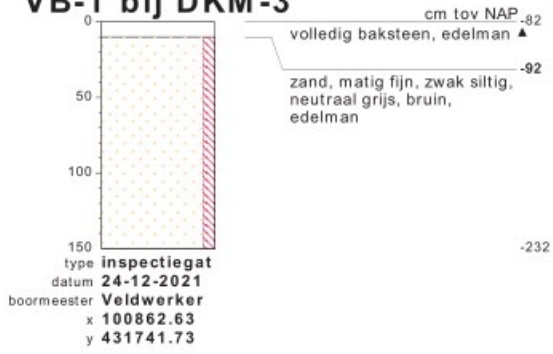 VB-1 bij DKM-3
cm tov NAP
0
-82
volledig baksteen, edelman
-92
zand, matig fijn, zwak siltig,
neutraal grijs, bruin,
edelman
50
100
150
-232
type inspectiegat
datum 24-12-2021
boormeester Veldwerker
x 100862.63
y 431741.73